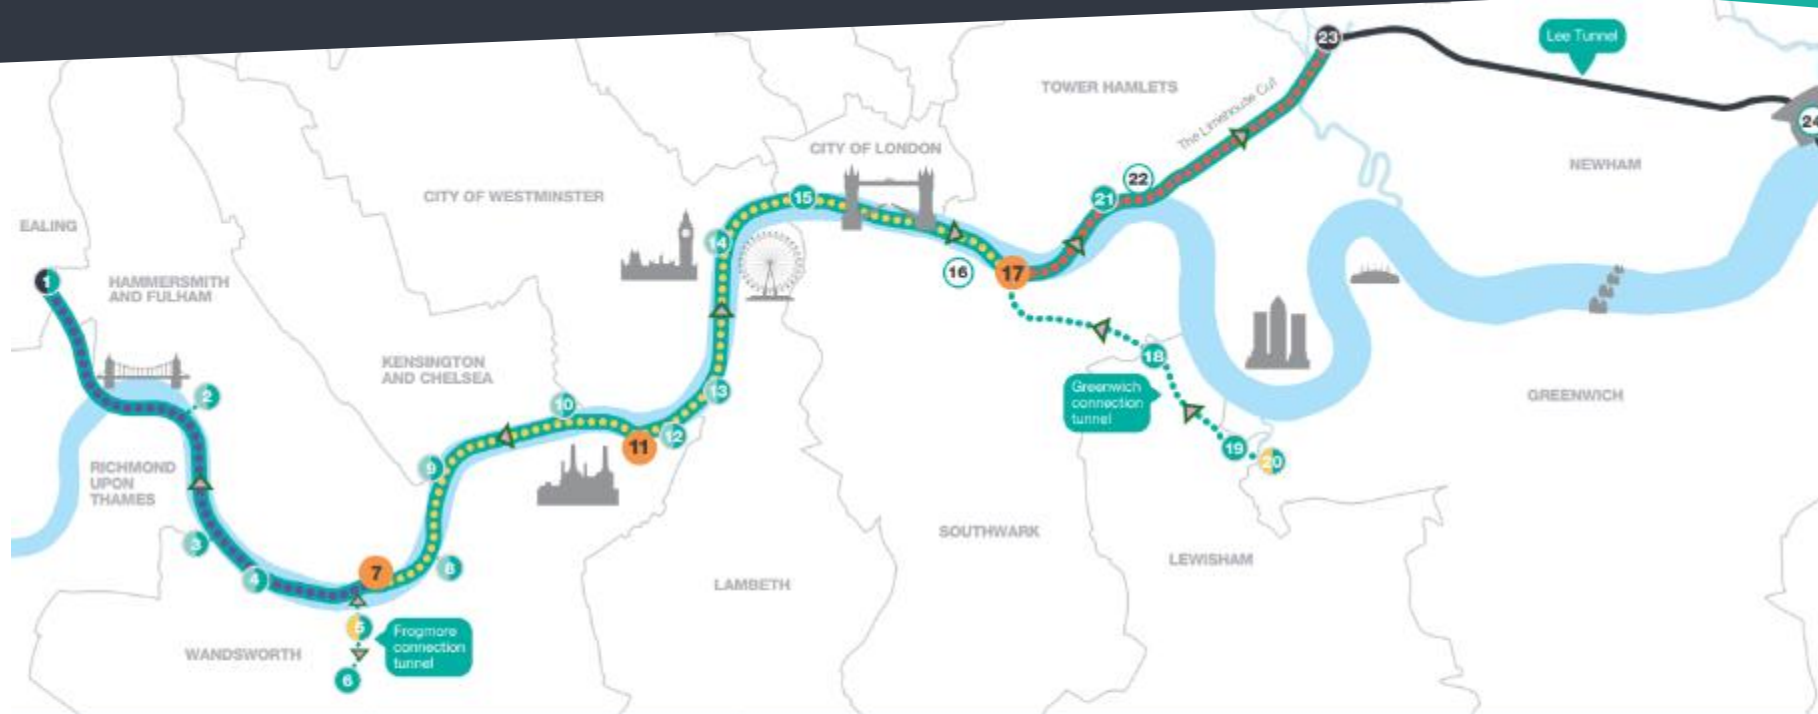 23
Lee Tunnel
TOWER HAMLETS
The Limehouse Cut
24
CITY OF LONDON
NEWHAM
22
CITY OF WESTMINSTER
15
21
EALING
14
16
17
1
HAMMERSMITH
AND FULHAM
18
KENSINGTON
AND CHELSEA
13
Greenwich
connection
tunnel
2
10
GREENWICH
12
11
19
20
9
RICHMOND
UPON
THAMES
SOUTHWARK
3
LEWISHAM
7
8
4
LAMBETH
5
Frogmore
connection
tunnel
WANDSWORTH
6